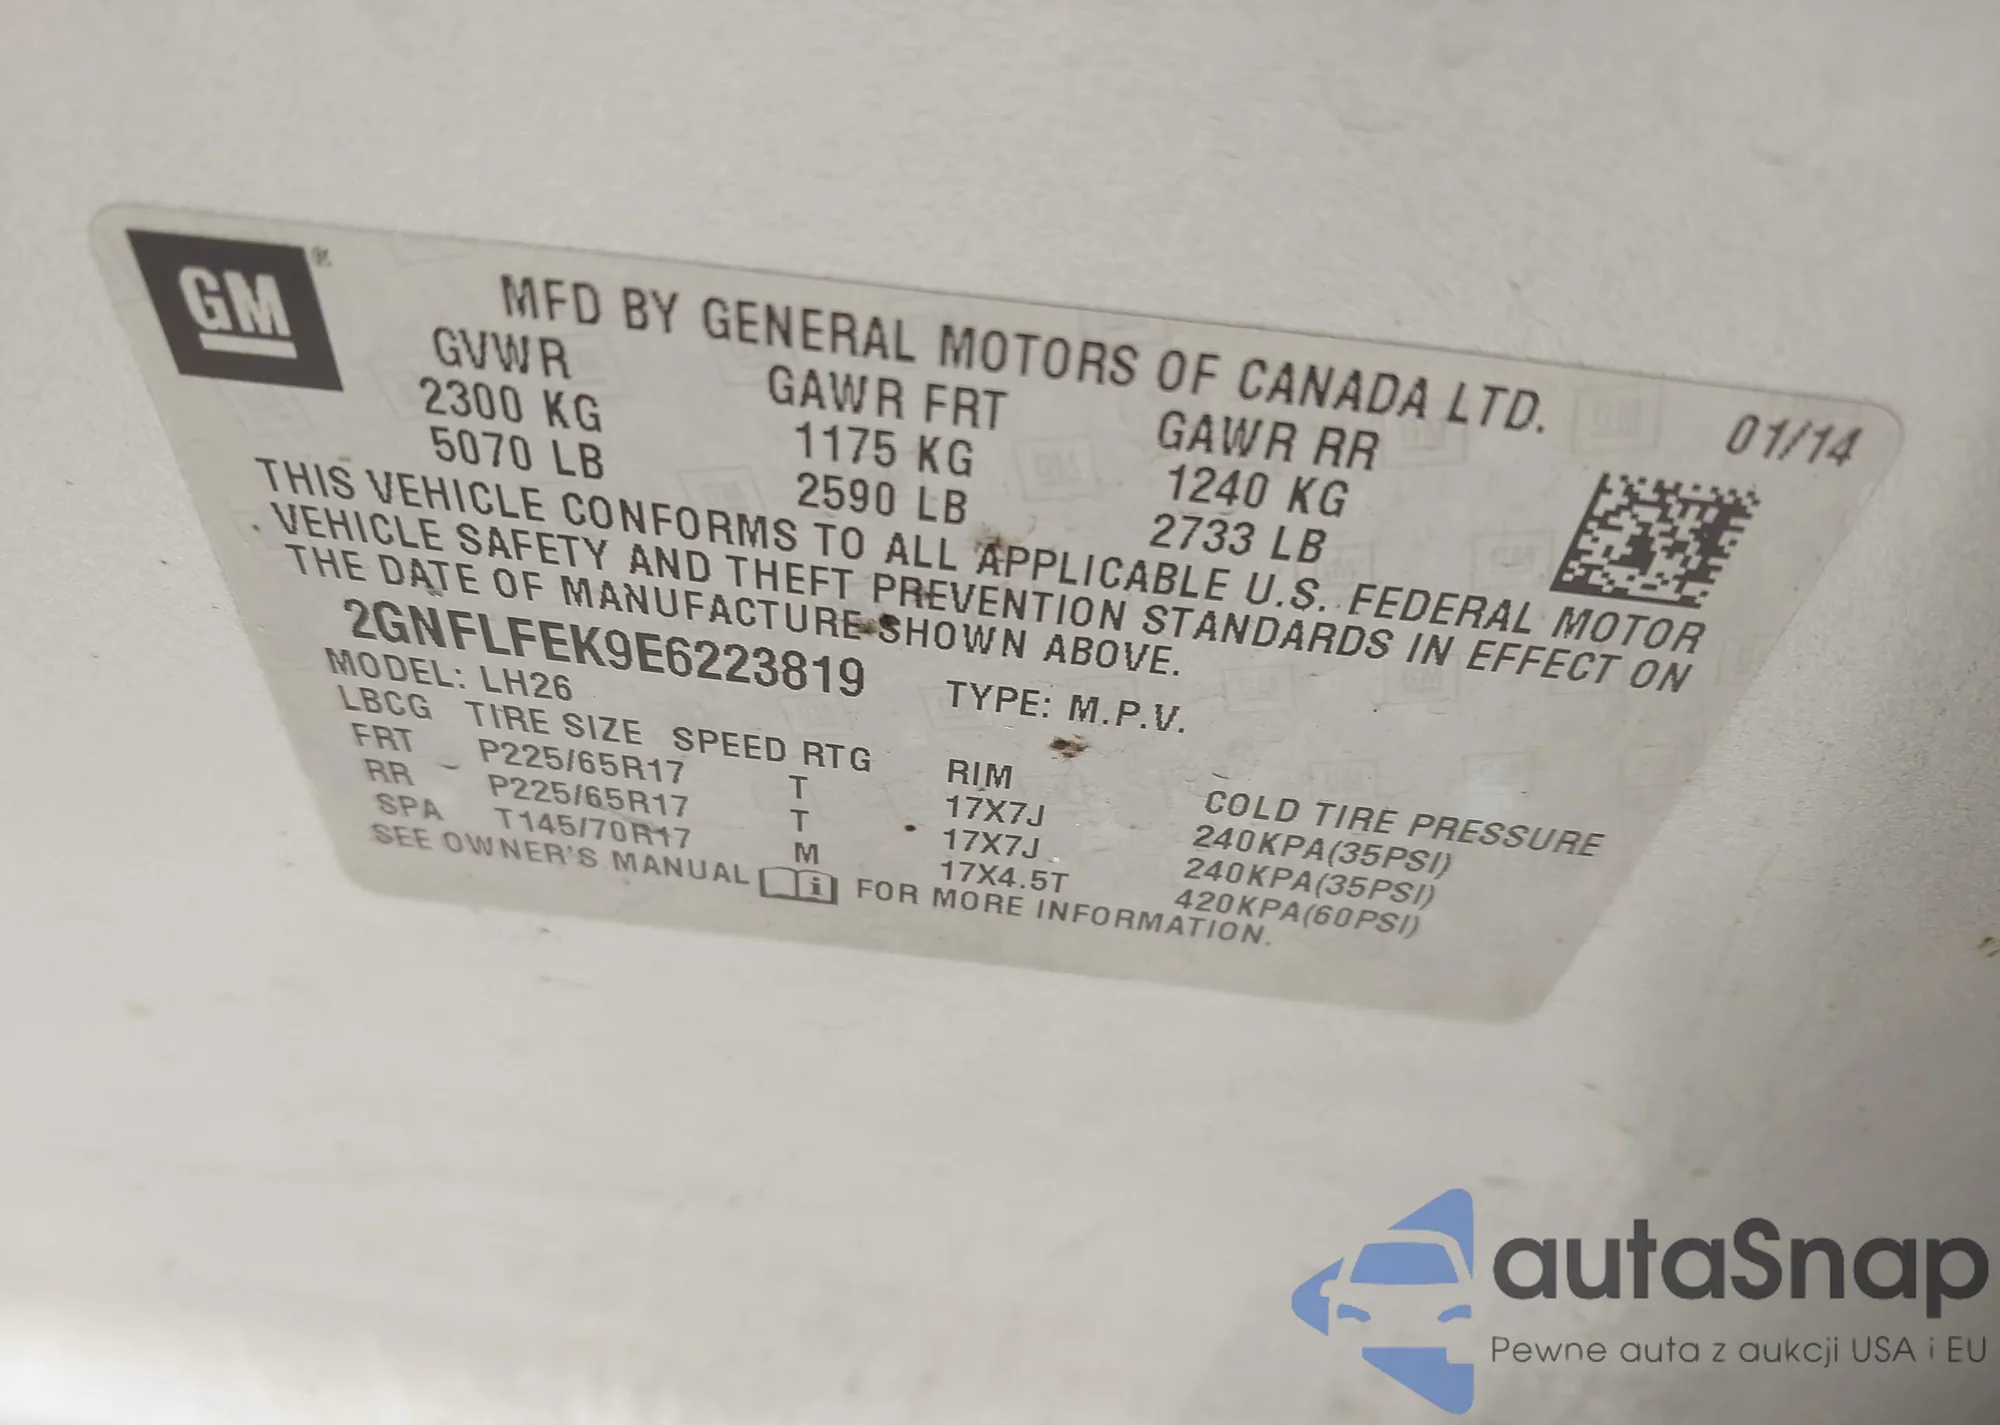 GM ®
MFD BY GENERAL MOTORS OF CANADA LTD.
01/14
GVWR GAWR FRT GAWR RR
2300 KG 1175 KG 1240 KG
5070 LB 2590 LB 2733 LB
THIS VEHICLE CONFORMS TO ALL APPLICABLE U.S. FEDERAL MOTOR
VEHICLE SAFETY AND THEFT PREVENTION STANDARDS IN EFFECT ON
THE DATE OF MANUFACTURE SHOWN ABOVE.
2GNFLFEK9E6223819 TYPE: M.P.V.
MODEL: LH26
LBCG TIRE SIZE SPEED RTG RIM COLD TIRE PRESSURE
FRT P225/65R17 T 17X7J 240KPA(35PSI)
RR P225/65R17 T 17X7J 240KPA(35PSI)
SPA T145/70R17 M 17X4.5T 420KPA(60PSI)
SEE OWNER'S MANUAL i FOR MORE INFORMATION.
autaSnap
Pewne auta z aukcji USA i EU